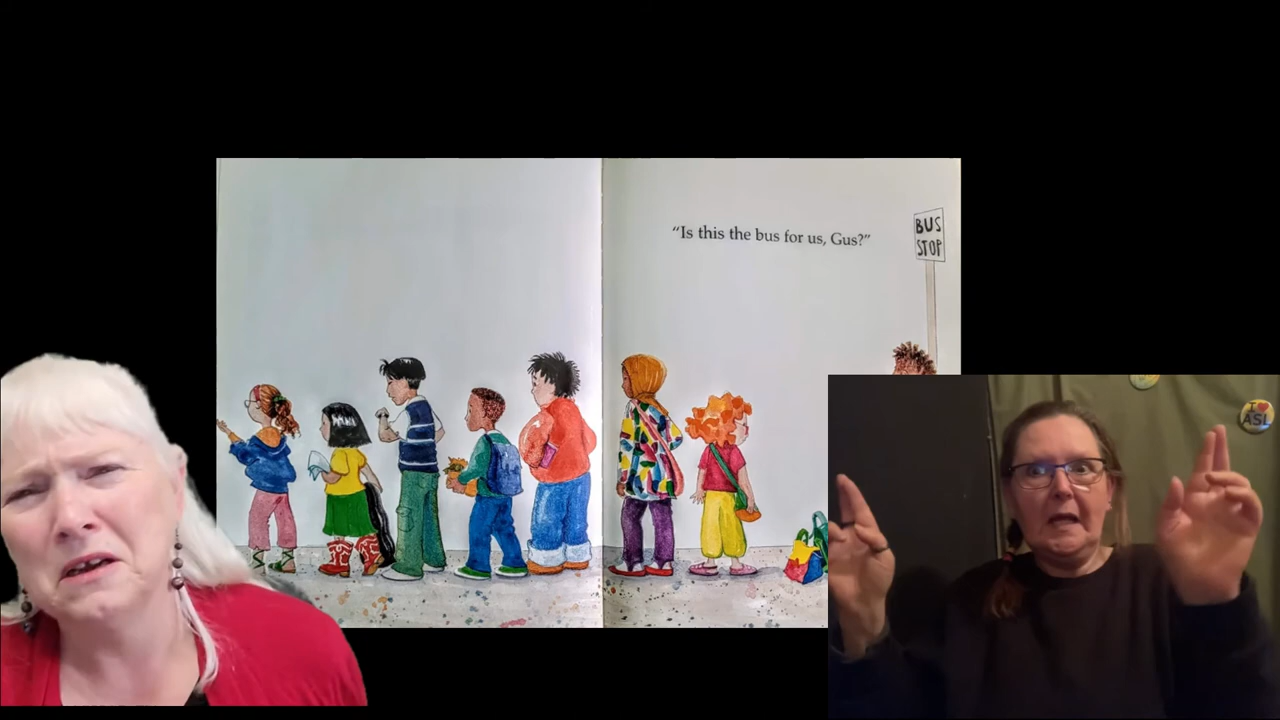 "Is this the bus for us, Gus?"
BUS
STOP
I ♥
ASL